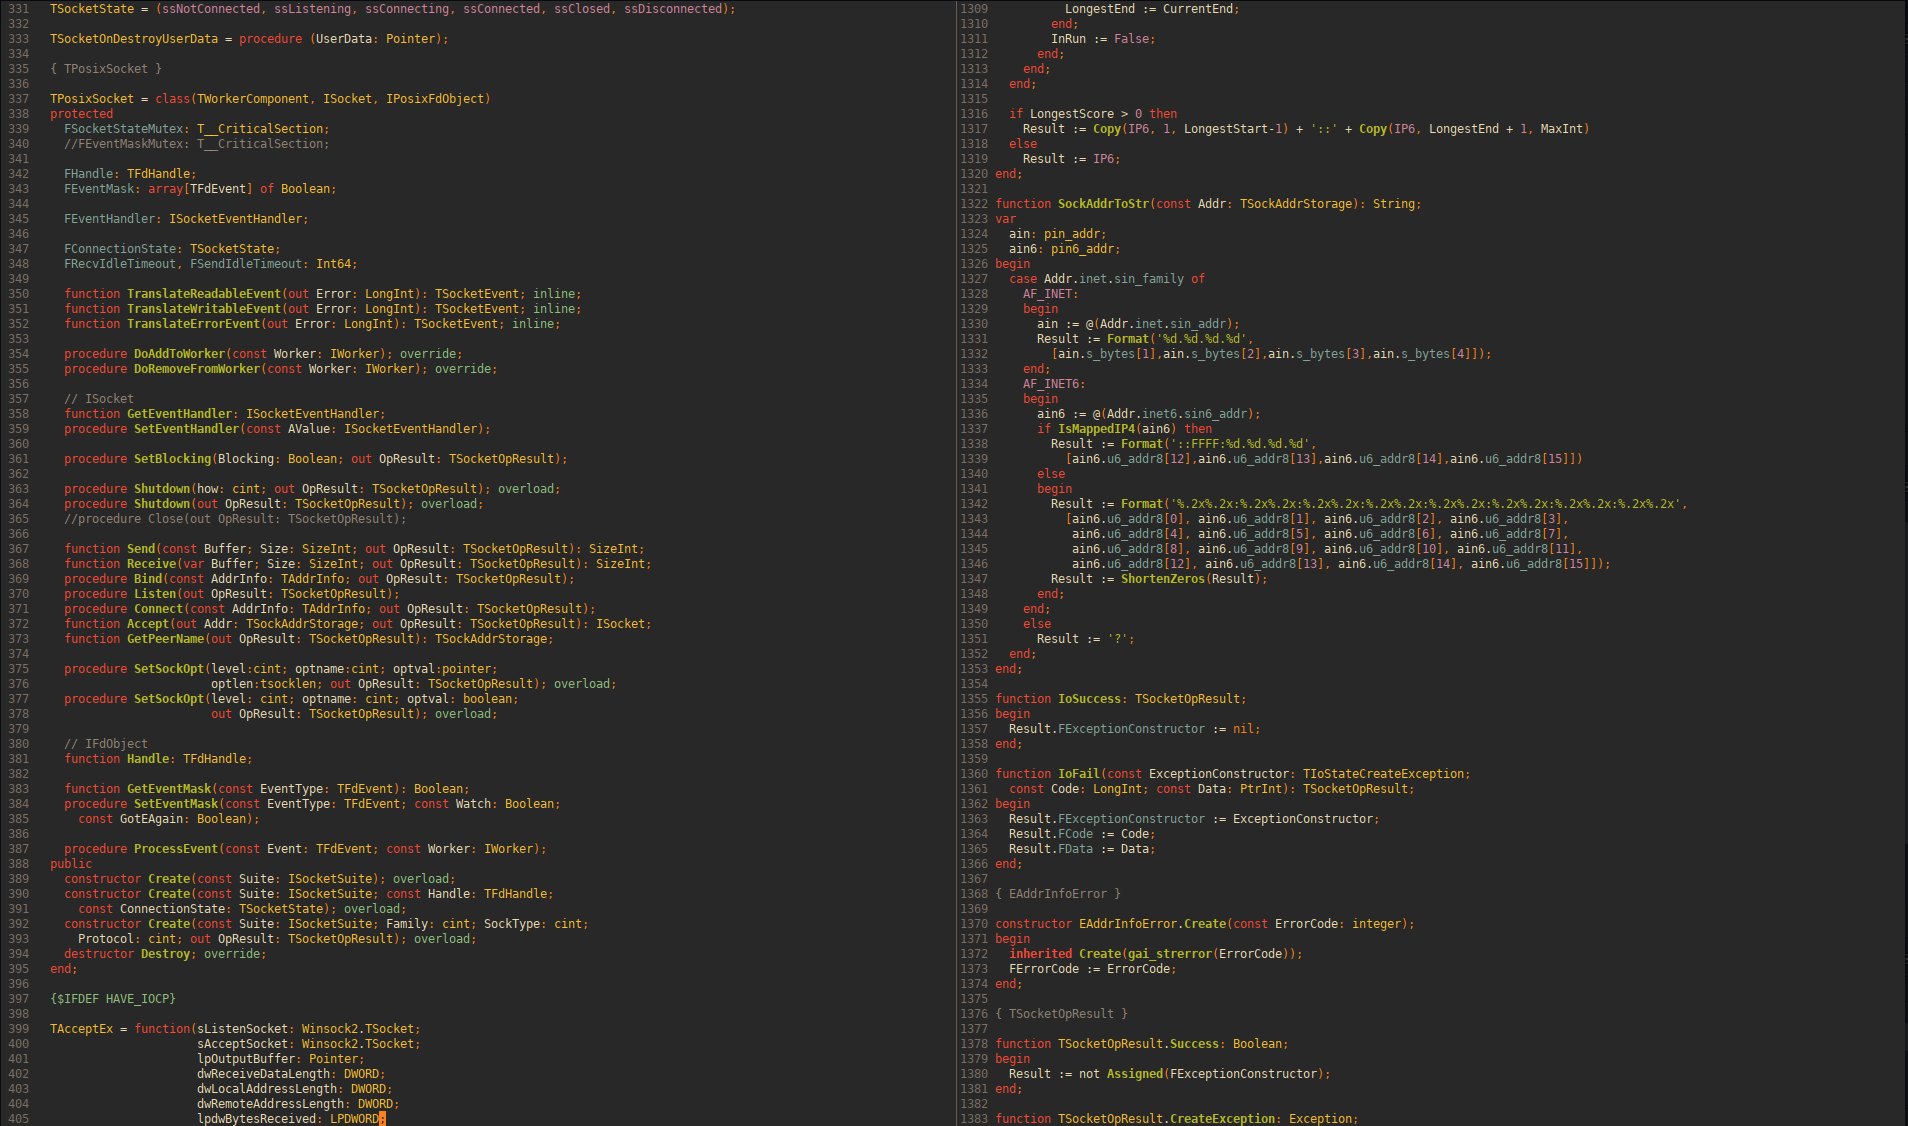 331   TSocketState = (ssNotConnected, ssListening, ssConnecting, ssConnected, ssClosed, ssDisconnected);
332
333   TSocketOnDestroyUserData = procedure (UserData: Pointer);
334
335   { TPosixSocket }
336
337   TPosixSocket = class(TWorkerComponent, ISocket, IPosixFdObject)
338   protected
339     FSocketStateMutex: T__CriticalSection;
340     //FEventMaskMutex: T__CriticalSection;
341
342     FHandle: TFdHandle;
343     FEventMask: array[TFdEvent] of Boolean;
344
345     FEventHandler: ISocketEventHandler;
346
347     FConnectionState: TSocketState;
348     FRecvIdleTimeout, FSendIdleTimeout: Int64;
349
350     function TranslateReadableEvent(out Error: LongInt): TSocketEvent; inline;
351     function TranslateWritableEvent(out Error: LongInt): TSocketEvent; inline;
352     function TranslateErrorEvent(out Error: LongInt): TSocketEvent; inline;
353
354     procedure DoAddToWorker(const Worker: IWorker); override;
355     procedure DoRemoveFromWorker(const Worker: IWorker); override;
356
357     // ISocket
358     function GetEventHandler: ISocketEventHandler;
359     procedure SetEventHandler(const AValue: ISocketEventHandler);
360
361     procedure SetBlocking(Blocking: Boolean; out OpResult: TSocketOpResult);
362
363     procedure Shutdown(how: cint; out OpResult: TSocketOpResult); overload;
364     procedure Shutdown(out OpResult: TSocketOpResult); overload;
365     //procedure Close(out OpResult: TSocketOpResult);
366
367     function Send(const Buffer; Size: SizeInt; out OpResult: TSocketOpResult): SizeInt;
368     function Receive(var Buffer; Size: SizeInt; out OpResult: TSocketOpResult): SizeInt;
369     procedure Bind(const AddrInfo: TAddrInfo; out OpResult: TSocketOpResult);
370     procedure Listen(out OpResult: TSocketOpResult);
371     procedure Connect(const AddrInfo: TAddrInfo; out OpResult: TSocketOpResult);
372     function Accept(out Addr: TSockAddrStorage; out OpResult: TSocketOpResult): ISocket;
373     function GetPeerName(out OpResult: TSocketOpResult): TSockAddrStorage;
374
375     procedure SetSockOpt(level:cint; optname:cint; optval:pointer;
376                          optlen:tsocklen; out OpResult: TSocketOpResult); overload;
377     procedure SetSockOpt(level: cint; optname: cint; optval: boolean;
378                          out OpResult: TSocketOpResult); overload;
379
380     // IFdObject
381     function Handle: TFdHandle;
382
383     function GetEventMask(const EventType: TFdEvent): Boolean;
384     procedure SetEventMask(const EventType: TFdEvent; const Watch: Boolean;
385       const GotEAgain: Boolean);
386
387     procedure ProcessEvent(const Event: TFdEvent; const Worker: IWorker);
388   public
389     constructor Create(const Suite: ISocketSuite); overload;
390     constructor Create(const Suite: ISocketSuite; const Handle: TFdHandle;
391       const ConnectionState: TSocketState); overload;
392     constructor Create(const Suite: ISocketSuite; Family: cint; SockType: cint;
393       Protocol: cint; out OpResult: TSocketOpResult); overload;
394     destructor Destroy; override;
395   end;
396
397   {$IFDEF HAVE_IOCP}
398
399   TAcceptEx = function(sListenSocket: Winsock2.TSocket;
400                        sAcceptSocket: Winsock2.TSocket;
401                        lpOutputBuffer: Pointer;
402                        dwReceiveDataLength: DWORD;
403                        dwLocalAddressLength: DWORD;
404                        dwRemoteAddressLength: DWORD;
405                        lpdwBytesReceived: LPDWORD;
1309           LongestEnd := CurrentEnd;
1310         end;
1311         InRun := False;
1312       end;
1313     end;
1314   end;
1315
1316   if LongestScore > 0 then
1317     Result := Copy(IP6, 1, LongestStart-1) + '::' + Copy(IP6, LongestEnd + 1, MaxInt)
1318   else
1319     Result := IP6;
1320 end;
1321
1322 function SockAddrToStr(const Addr: TSockAddrStorage): String;
1323 var
1324   ain: pin_addr;
1325   ain6: pin6_addr;
1326 begin
1327   case Addr.inet.sin_family of
1328     AF_INET:
1329     begin
1330       ain := @(Addr.inet.sin_addr);
1331       Result := Format('%d.%d.%d.%d',
1332         [ain.s_bytes[1],ain.s_bytes[2],ain.s_bytes[3],ain.s_bytes[4]]);
1333     end;
1334     AF_INET6:
1335     begin
1336       ain6 := @(Addr.inet6.sin6_addr);
1337       if IsMappedIP4(ain6) then
1338         Result := Format('::FFFF:%d.%d.%d.%d',
1339           [ain6.u6_addr8[12],ain6.u6_addr8[13],ain6.u6_addr8[14],ain6.u6_addr8[15]])
1340       else
1341       begin
1342         Result := Format('%.2x%.2x:%.2x%.2x:%.2x%.2x:%.2x%.2x:%.2x%.2x:%.2x%.2x:%.2x%.2x:%.2x%.2x',
1343           [ain6.u6_addr8[0], ain6.u6_addr8[1], ain6.u6_addr8[2], ain6.u6_addr8[3],
1344            ain6.u6_addr8[4], ain6.u6_addr8[5], ain6.u6_addr8[6], ain6.u6_addr8[7],
1345            ain6.u6_addr8[8], ain6.u6_addr8[9], ain6.u6_addr8[10], ain6.u6_addr8[11],
1346            ain6.u6_addr8[12], ain6.u6_addr8[13], ain6.u6_addr8[14], ain6.u6_addr8[15]]);
1347         Result := ShortenZeros(Result);
1348       end;
1349     end;
1350     else
1351       Result := '?';
1352   end;
1353 end;
1354
1355 function IoSuccess: TSocketOpResult;
1356 begin
1357   Result.FExceptionConstructor := nil;
1358 end;
1359
1360 function IoFail(const ExceptionConstructor: TIoStateCreateException;
1361   const Code: LongInt; const Data: PtrInt): TSocketOpResult;
1362 begin
1363   Result.FExceptionConstructor := ExceptionConstructor;
1364   Result.FCode := Code;
1365   Result.FData := Data;
1366 end;
1367
1368 { EAddrInfoError }
1369
1370 constructor EAddrInfoError.Create(const ErrorCode: integer);
1371 begin
1372   inherited Create(gai_strerror(ErrorCode));
1373   FErrorCode := ErrorCode;
1374 end;
1375
1376 { TSocketOpResult }
1377
1378 function TSocketOpResult.Success: Boolean;
1379 begin
1380   Result := not Assigned(FExceptionConstructor);
1381 end;
1382
1383 function TSocketOpResult.CreateException: Exception;